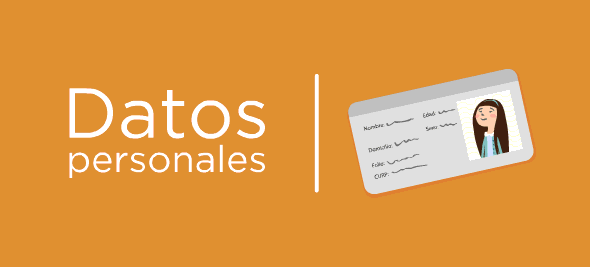 Datos
personales
Nombre:
Edad:
Sexo:
Domicilio:
Folio:
CURP: